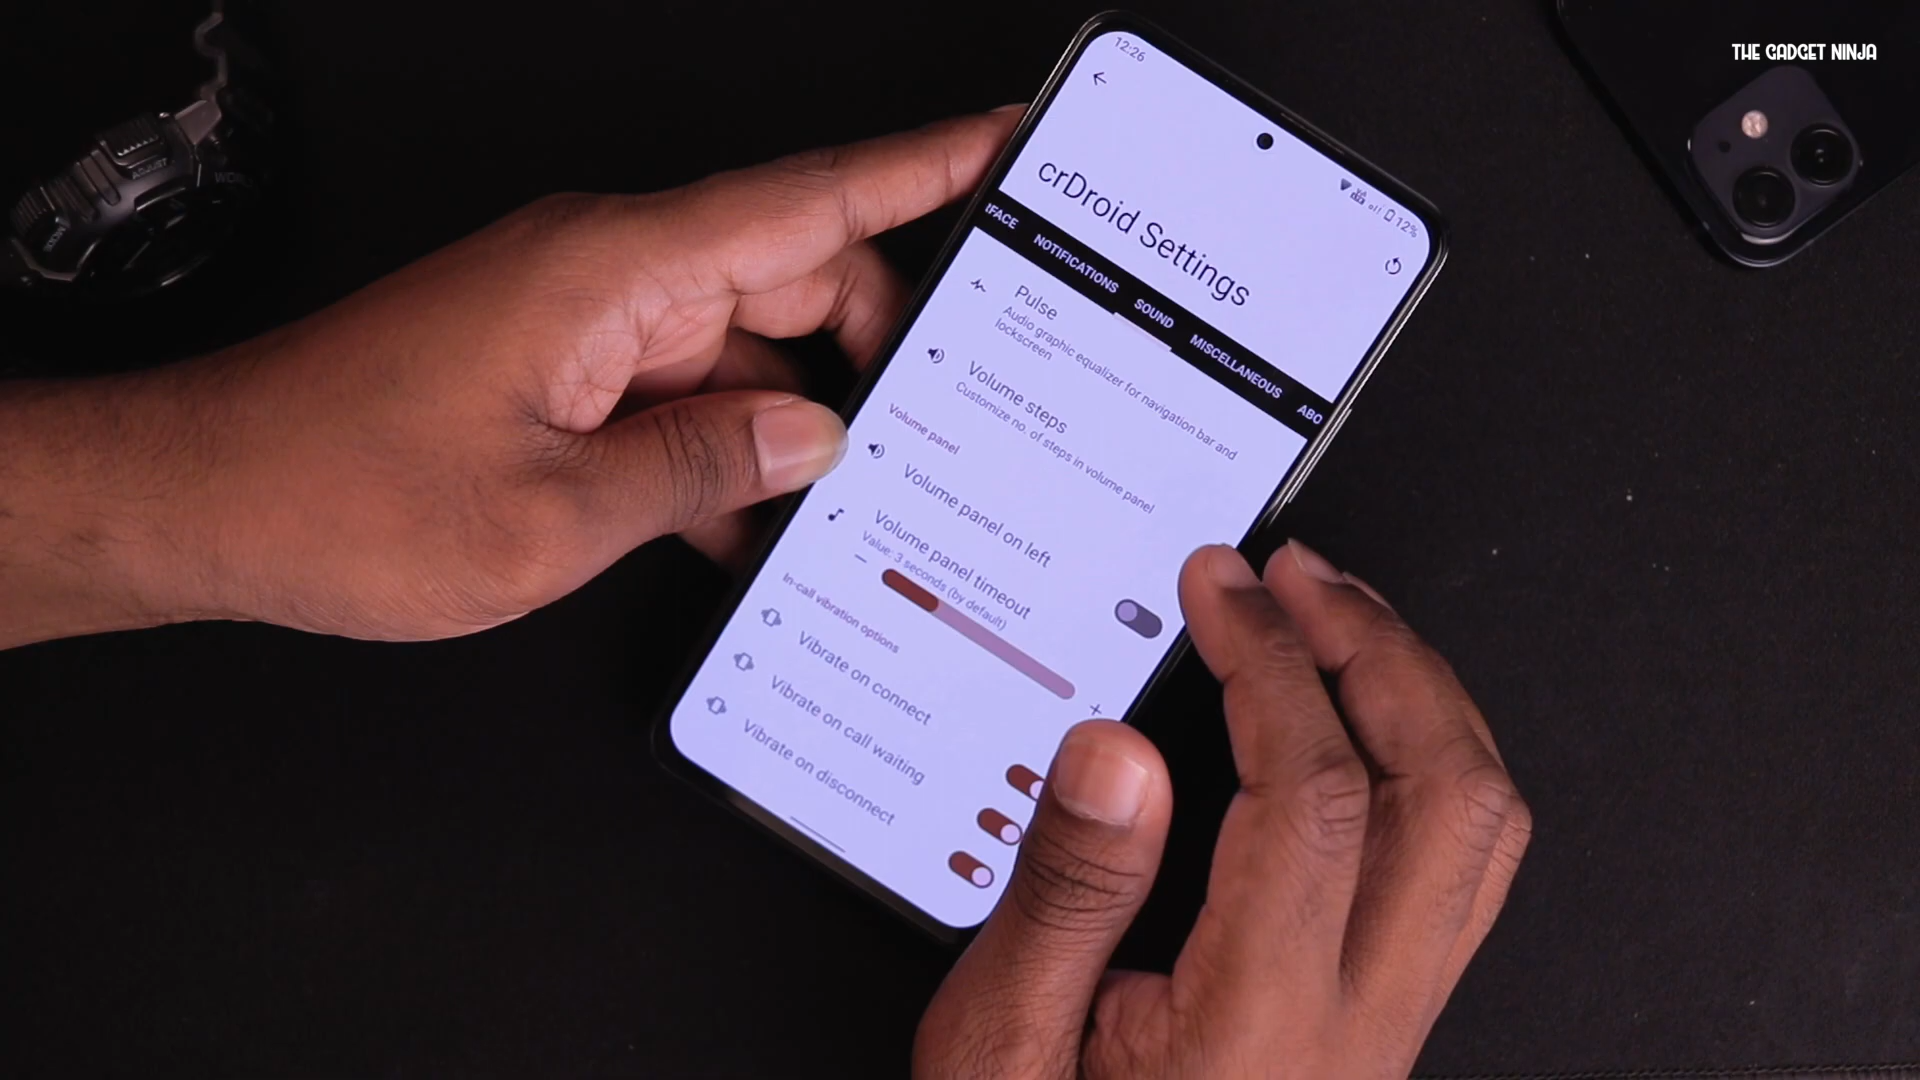 THE GADGET NINJA
12:26
12%
crDroid Settings
RFACE NOTIFICATIONS SOUND MISCELLANEOUS ABO
Pulse
Audio graphic equalizer for navigation bar and
lockscreen
Volume steps
Customize no. of steps in volume panel
Volume panel
Volume panel on left
Volume panel timeout
Value: 3 seconds (by default)
In-call vibration options
Vibrate on connect
Vibrate on call waiting
Vibrate on disconnect
ADJUST
MODE